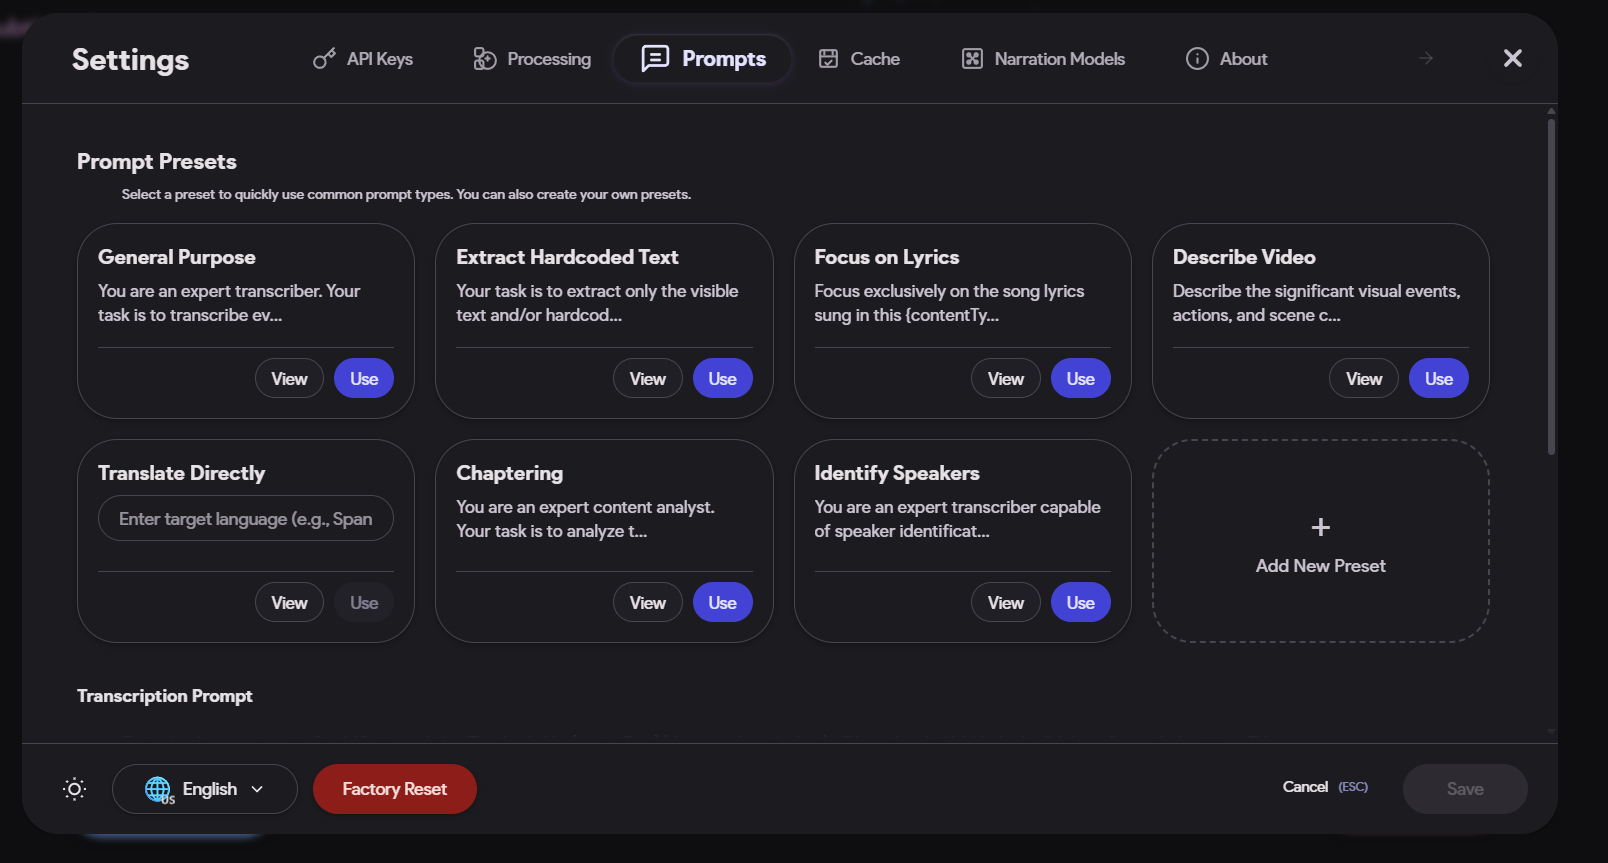 Settings
API Keys
Processing
Prompts
Cache
Narration Models
About
Prompt Presets
Select a preset to quickly use common prompt types. You can also create your own presets.
General Purpose
You are an expert transcriber. Your
task is to transcribe ev...
View
Use
Extract Hardcoded Text
Your task is to extract only the visible
text and/or hardcod...
View
Use
Focus on Lyrics
Focus exclusively on the song lyrics
sung in this {contentTy...
View
Use
Describe Video
Describe the significant visual events,
actions, and scene c...
View
Use
Translate Directly
Enter target language (e.g., Span
View
Use
Chaptering
You are an expert content analyst.
Your task is to analyze t...
View
Use
Identify Speakers
You are an expert transcriber capable
of speaker identificat...
View
Use
Add New Preset
Transcription Prompt
US
English
Factory Reset
Cancel (ESC)
Save